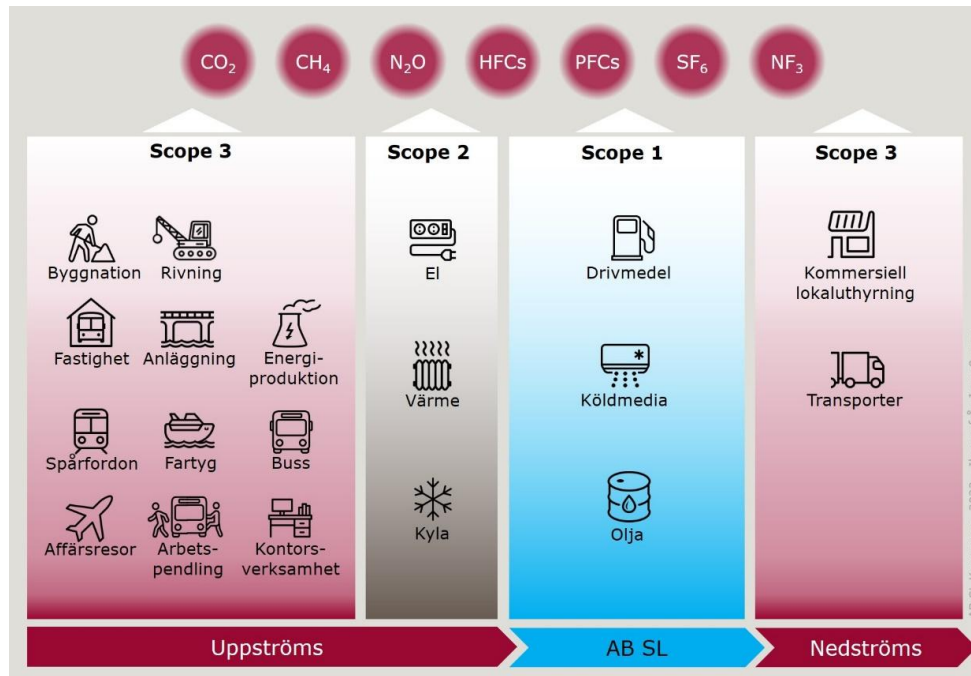 CO₂ CH₄ N₂O HFCs PFCs SF₆ NF₃
Scope 3
Byggnation Rivning
Fastighet Anläggning Energi-
produktion
Spårfordon Fartyg Buss
Affärsresor Arbets-
pendling
Kontors-
verksamhet
Scope 2
El
Värme
Kyla
Scope 1
Drivmedel
Köldmedia
Olja
Scope 3
Kommersiell
lokaluthyrning
Transporter
Uppströms AB SL Nedströms